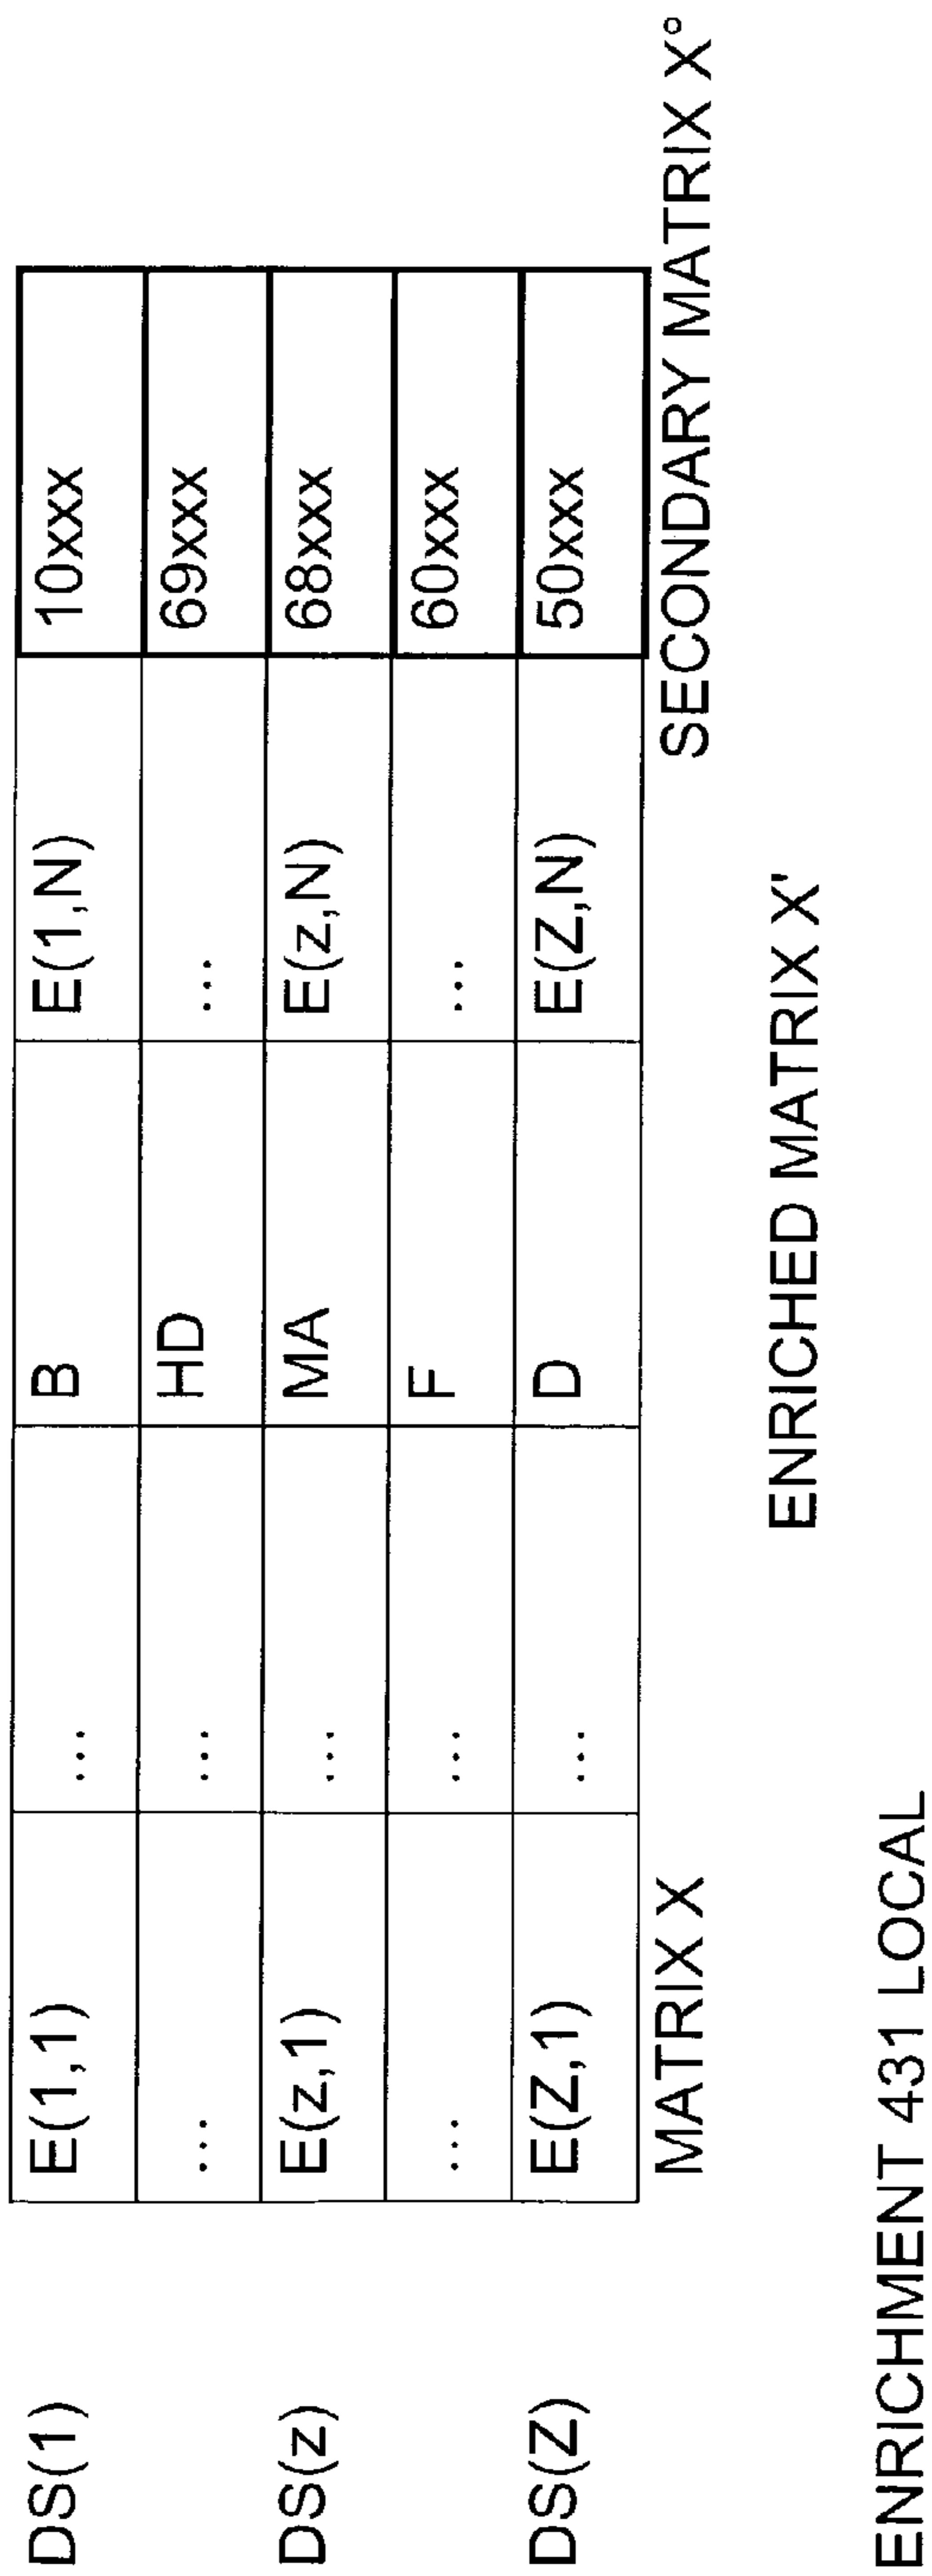 DS(1) E(1,1) ... B E(1,N) 10xxx
... ... HD ... 69xxx
DS(z) E(z,1) ... MA E(z,N) 68xxx
... ... F ... 60xxx
DS(Z) E(Z,1) ... D E(Z,N) 50xxx
MATRIX X SECONDARY MATRIX X°
ENRICHED MATRIX X'
ENRICHMENT 431 LOCAL